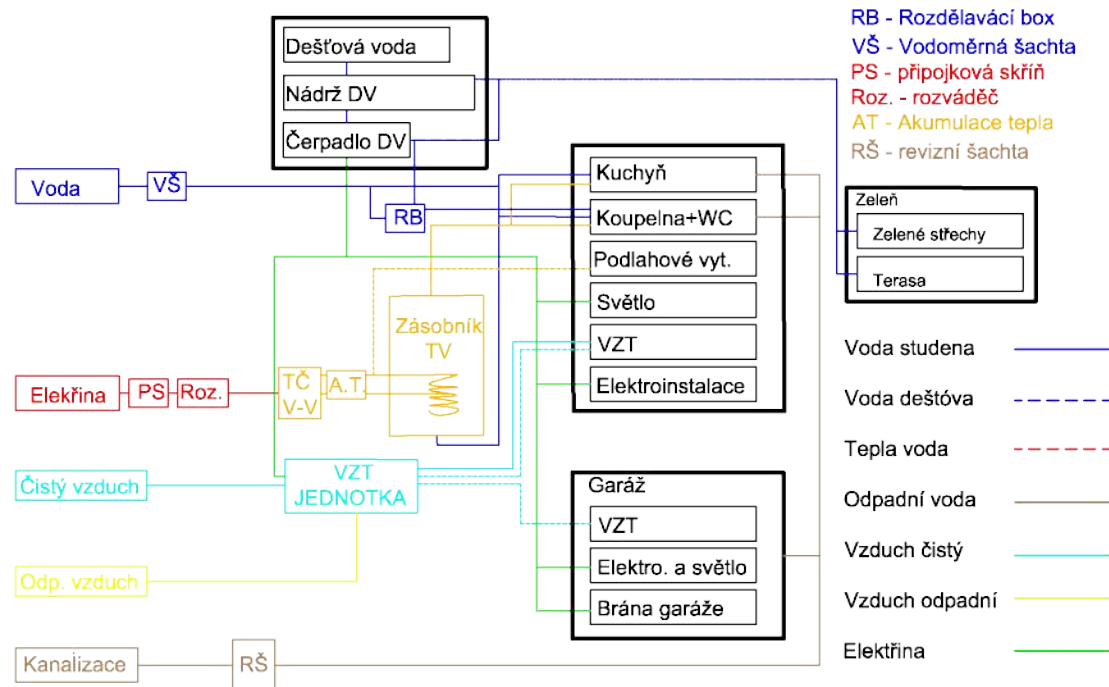 Dešťová voda
Nádrž DV
Čerpadlo DV
RB - Rozdělavácí box
VŠ - Vodoměrná šachta
PS - připojková skříň
Roz. - rozváděč
AT - Akumulace tepla
RŠ - revizní šachta
Voda
VŠ
RB
Kuchyň
Koupelna+WC
Podlahové vyt.
Světlo
VZT
Elektroinstalace
Zeleň
Zelené střechy
Terasa
Zásobník
TV
Elekřina
PS
Roz.
TČ
V-V
A.T.
Čistý vzduch
VZT
JEDNOTKA
Odp. vzduch
Kanalizace
RŠ
Garáž
VZT
Elektro. a světlo
Brána garáže
Voda studena
Voda deštóva
Tepla voda
Odpadní voda
Vzduch čistý
Vzduch odpadní
Elektřina